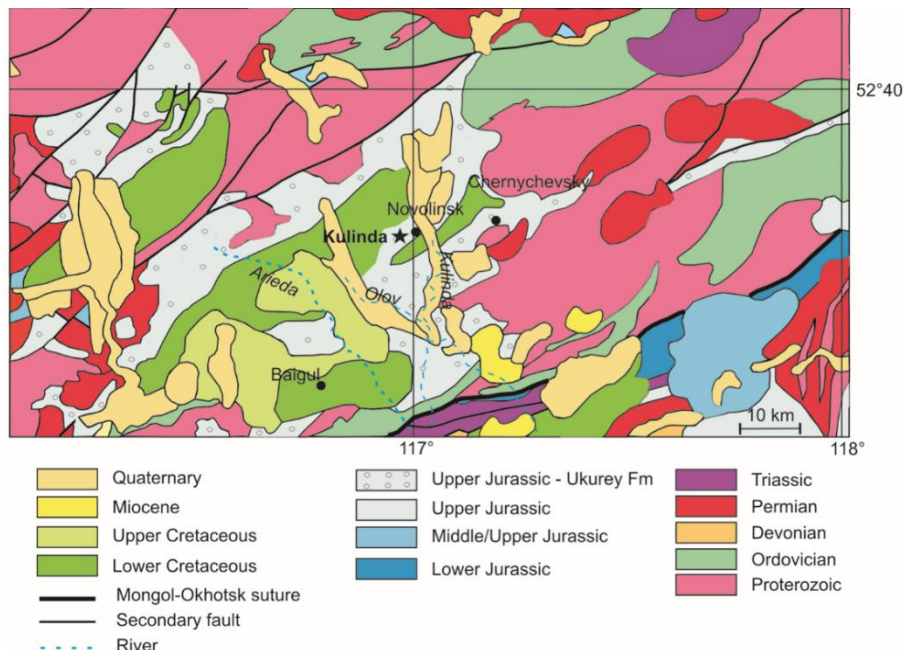 52°40
Chernychevsky
Novolinsk
Kulinda
Kulinda
Arieda
Olov
Baigul
10 km
117°
118°
Quaternary
Miocene
Upper Cretaceous
Lower Cretaceous
Mongol-Okhotsk suture
Secondary fault
River
Upper Jurassic - Ukurey Fm
Upper Jurassic
Middle/Upper Jurassic
Lower Jurassic
Triassic
Permian
Devonian
Ordovician
Proterozoic